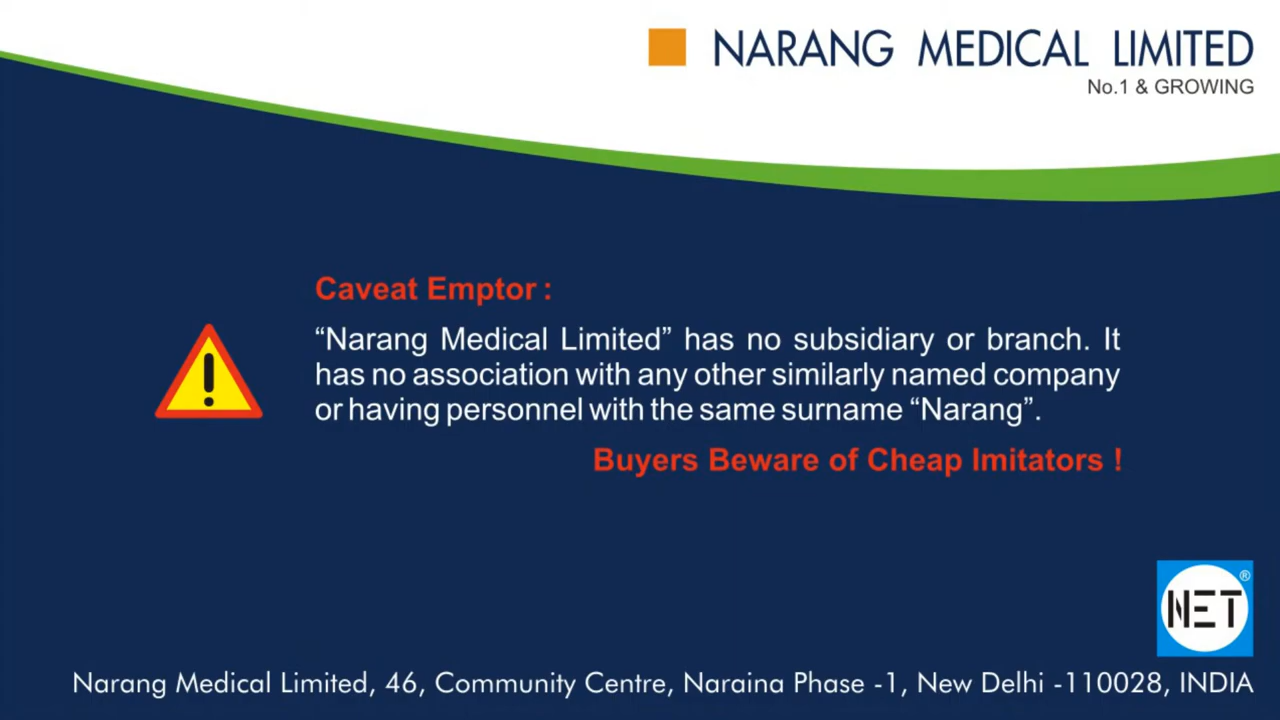 NARANG MEDICAL LIMITED
No.1 & GROWING
Caveat Emptor :
“Narang Medical Limited” has no subsidiary or branch. It
has no association with any other similarly named company
or having personnel with the same surname “Narang”.
Buyers Beware of Cheap Imitators !
NET®
Narang Medical Limited, 46, Community Centre, Naraina Phase -1, New Delhi -110028, INDIA